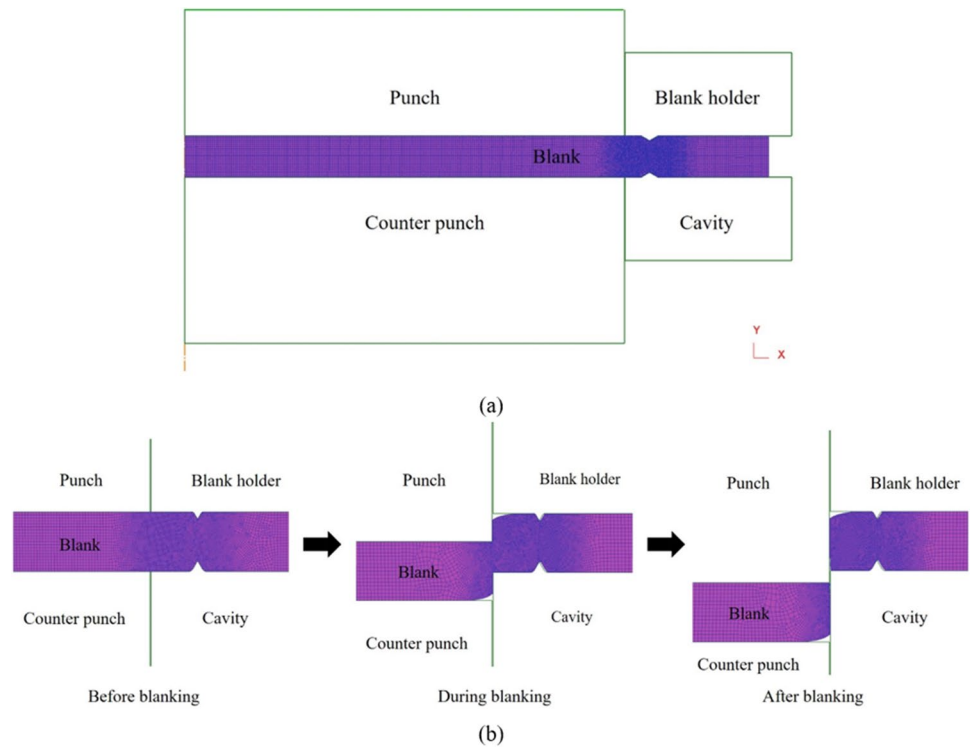 Punch
Blank holder
Blank
Counter punch
Cavity
Y
X
(a)
Punch
Blank holder
Blank
Counter punch
Cavity
Before blanking
Punch
Blank holder
Blank
Counter punch
Cavity
During blanking
Punch
Blank holder
Blank
Counter punch
Cavity
After blanking
(b)